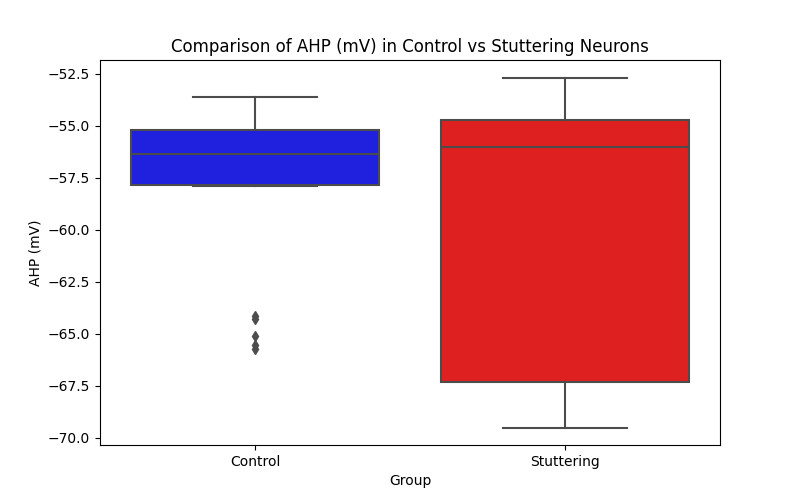 Comparison of AHP (mV) in Control vs Stuttering Neurons
−52.5
−55.0
−57.5
−60.0
−62.5
−65.0
−67.5
−70.0
AHP (mV)
Control
Stuttering
Group